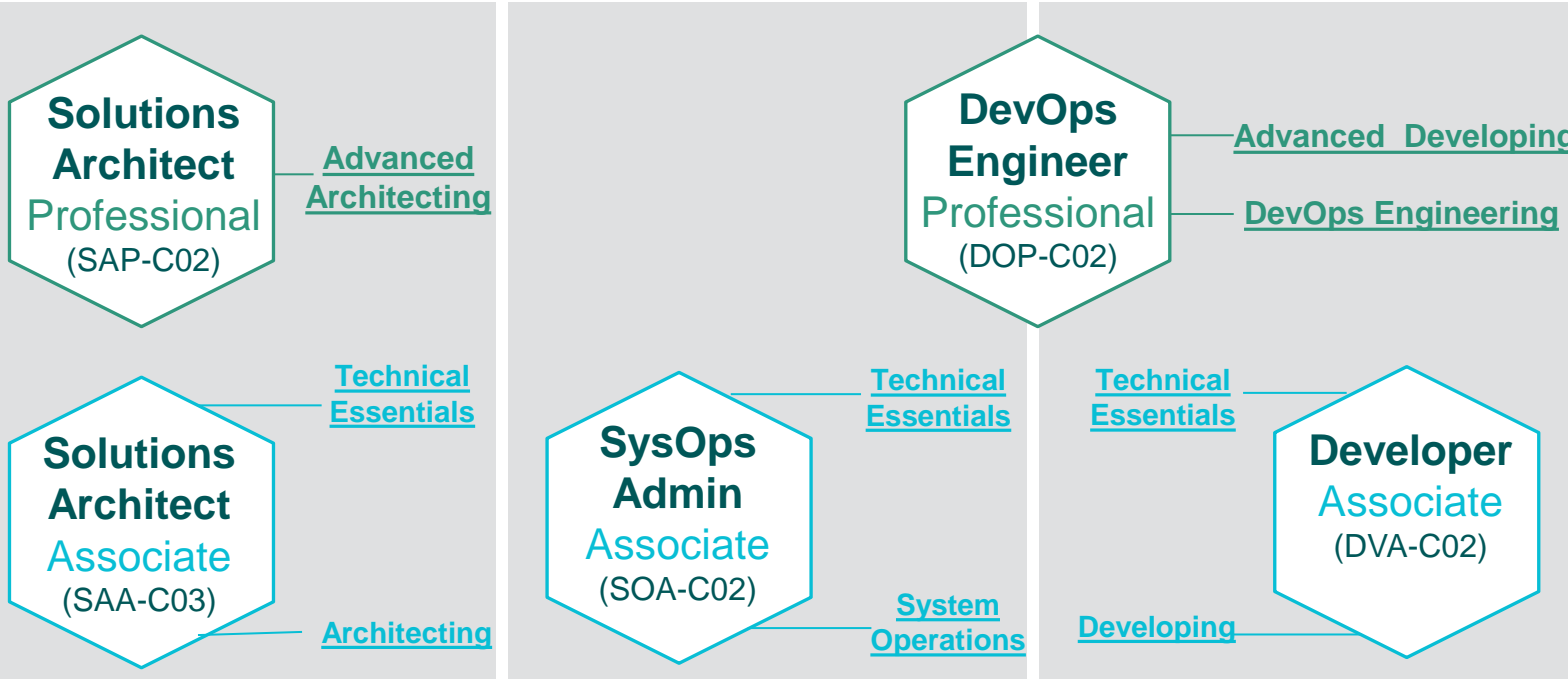 Solutions
Architect
Professional
(SAP-C02)
Advanced
Architecting
DevOps
Engineer
Professional
(DOP-C02)
Advanced Developing
DevOps Engineering
Solutions
Architect
Associate
(SAA-C03)
Technical
Essentials
Architecting
SysOps
Admin
Associate
(SOA-C02)
Technical
Essentials
System
Operations
Technical
Essentials
Developing
Developer
Associate
(DVA-C02)